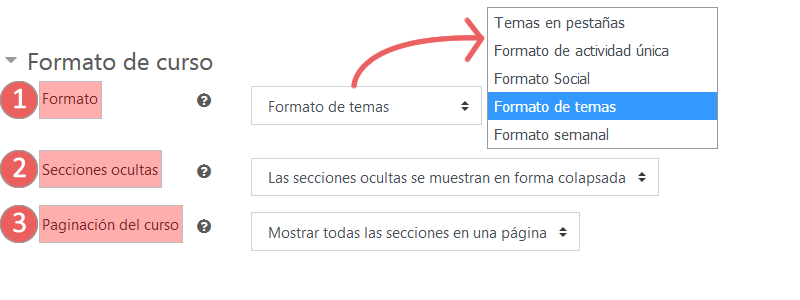 Formato de curso
1 Formato
Formato de temas
Temas en pestañas
Formato de actividad única
Formato Social
Formato de temas
Formato semanal
2 Secciones ocultas
Las secciones ocultas se muestran en forma colapsada
3 Paginación del curso
Mostrar todas las secciones en una página